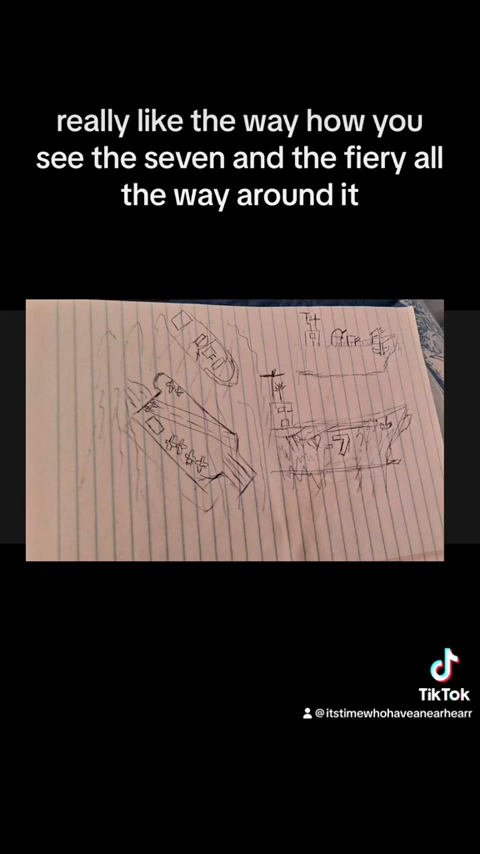 really like the way how you
see the seven and the fiery all
the way around it
TikTok
@itstimewhohaveanearhearr